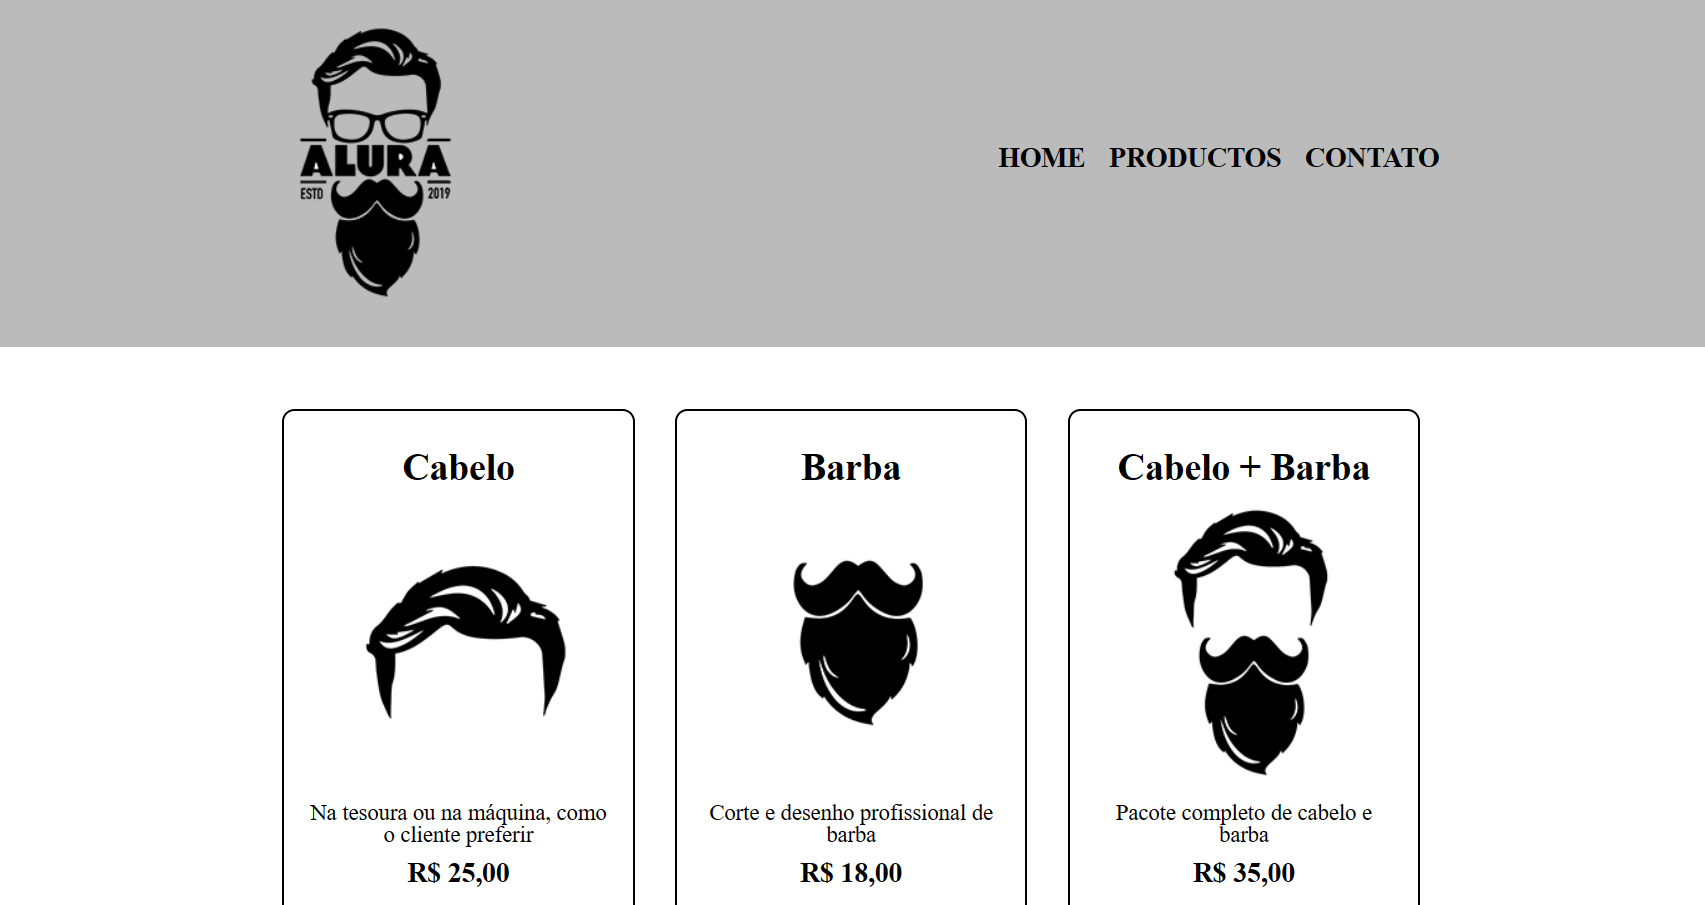 ALURA
ESTD 2019
HOME PRODUCTOS CONTATO
Cabelo
Na tesoura ou na máquina, como
o cliente preferir
R$ 25,00
Barba
Corte e desenho profissional de
barba
R$ 18,00
Cabelo + Barba
Pacote completo de cabelo e
barba
R$ 35,00